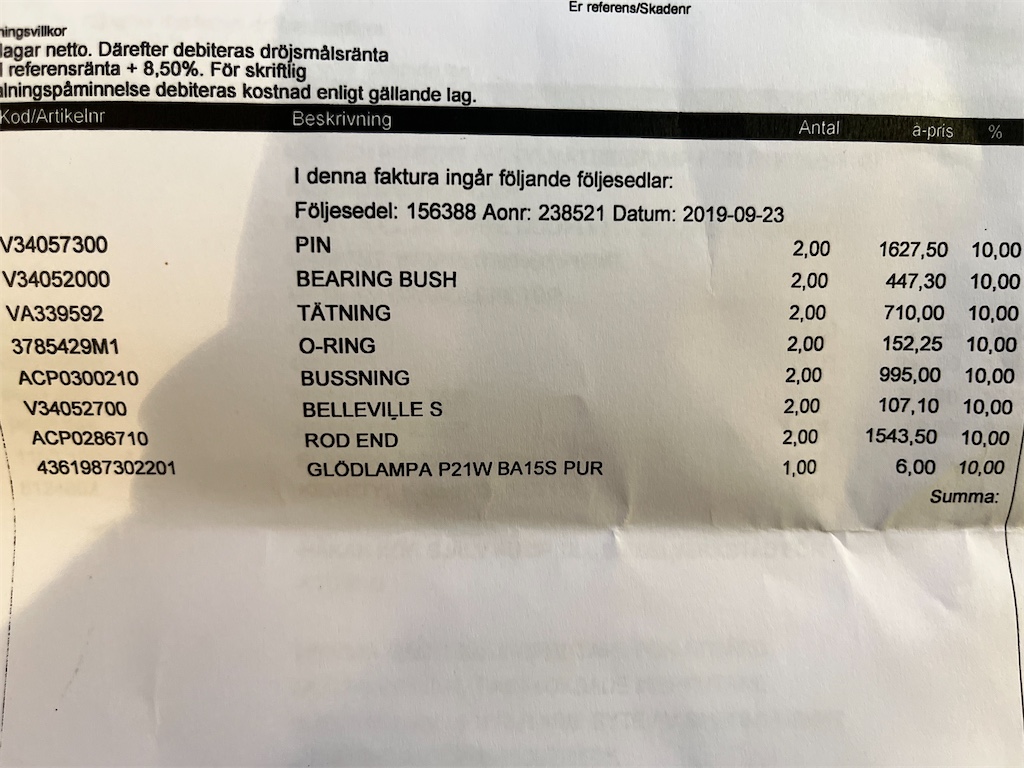 Er referens/Skadenr
ningsvillkor
lagar netto. Därefter debiteras dröjsmålsränta
referensränta + 8,50%. För skriftlig
alningspåminnelse debiteras kostnad enligt gällande lag.
Kod/Artikelnr Beskrivning Antal à-pris %
I denna faktura ingår följande följesedlar:
Följesedel: 156388 Aonr: 238521 Datum: 2019-09-23
V34057300 PIN 2,00 1627,50 10,00
V34052000 BEARING BUSH 2,00 447,30 10,00
VA339592 TÄTNING 2,00 710,00 10,00
3785429M1 O-RING 2,00 152,25 10,00
ACP0300210 BUSSNING 2,00 995,00 10,00
V34052700 BELLEVILLE S 2,00 107,10 10,00
ACP0286710 ROD END 2,00 1543,50 10,00
4361987302201 GLÖDLAMPA P21W BA15S PUR 1,00 6,00 10,00
Summa: